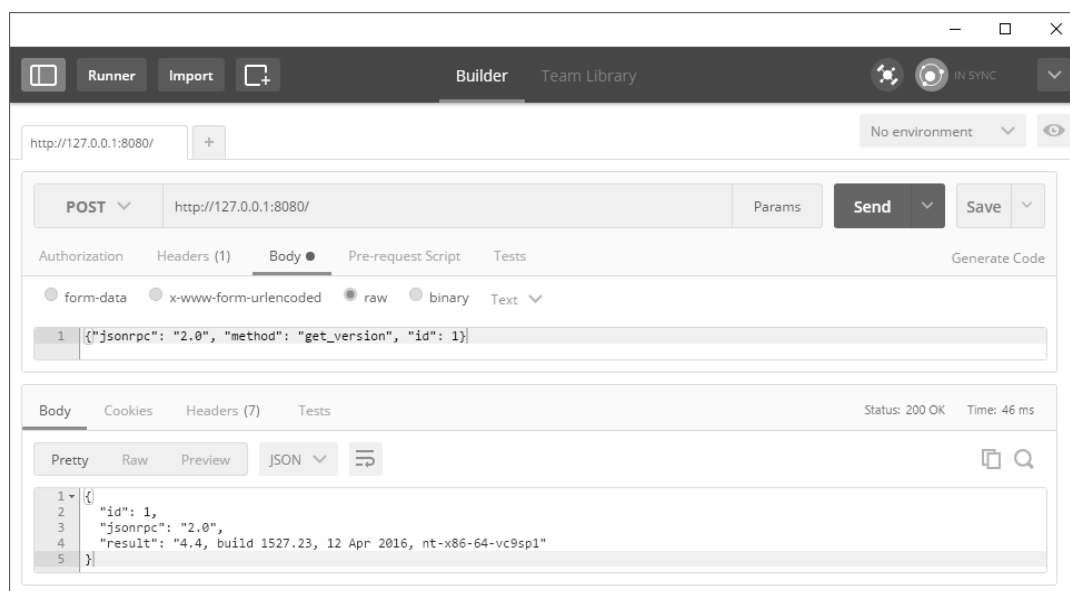 Runner Import Builder Team Library IN SYNC
http://127.0.0.1:8080/ + No environment
POST http://127.0.0.1:8080/ Params Send Save
Authorization Headers (1) Body Pre-request Script Tests Generate Code
form-data x-www-form-urlencoded raw binary Text
1 {"jsonrpc": "2.0", "method": "get_version", "id": 1}
Body Cookies Headers (7) Tests Status: 200 OK Time: 46 ms
Pretty Raw Preview JSON
1 {
2 "id": 1,
3 "jsonrpc": "2.0",
4 "result": "4.4, build 1527.23, 12 Apr 2016, nt-x86-64-vc9sp1"
5 }